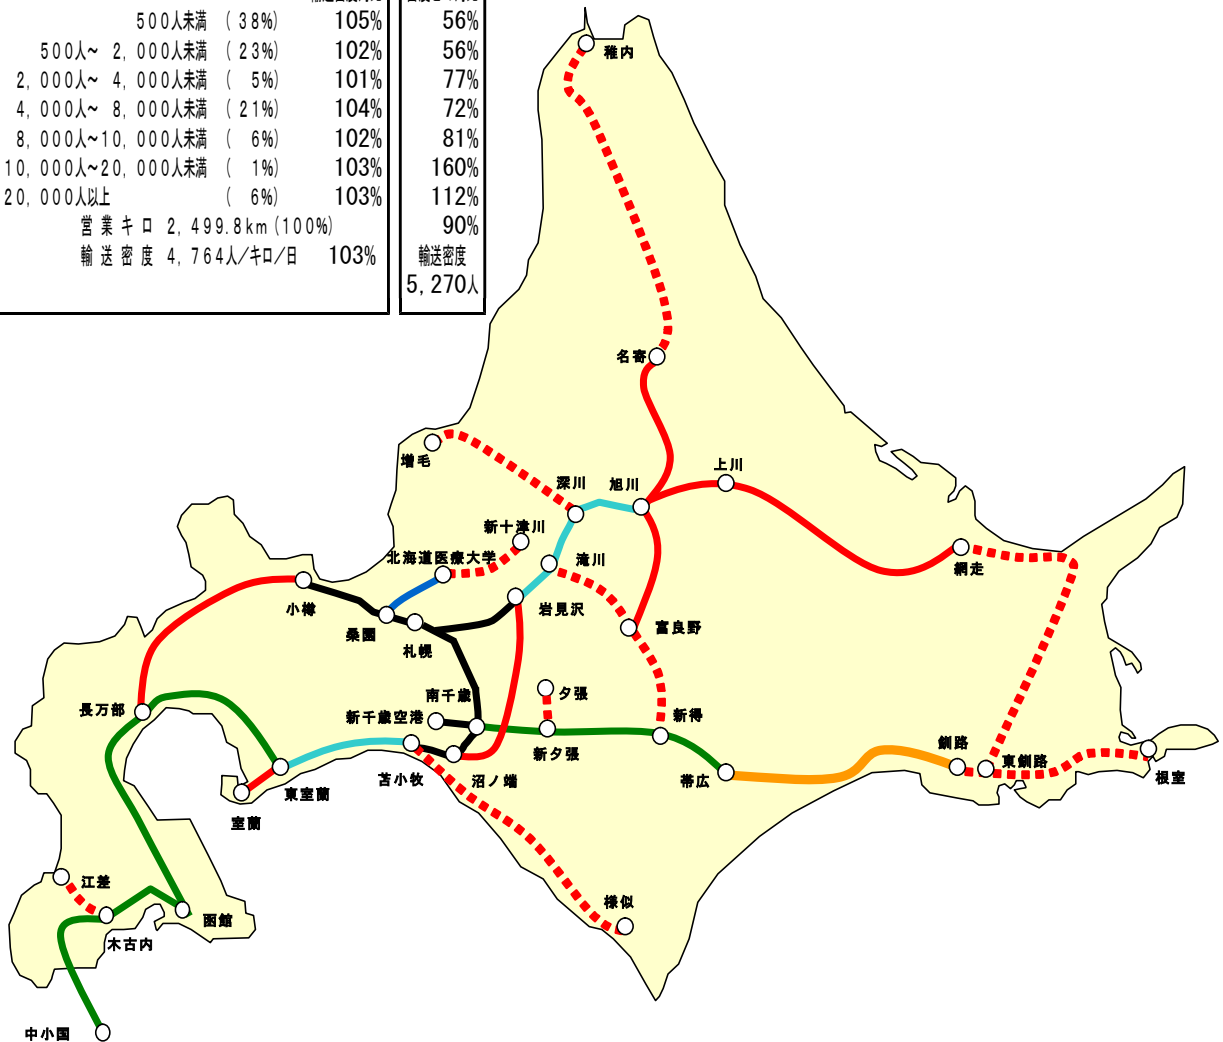 500人未満 (38%) 105% 56%
500人～ 2,000人未満 (23%) 102% 56%
2,000人～ 4,000人未満 ( 5%) 101% 77%
4,000人～ 8,000人未満 (21%) 104% 72%
8,000人～10,000人未満 ( 6%) 102% 81%
10,000人～20,000人未満 ( 1%) 103% 160%
20,000人以上 ( 6%) 103% 112%
営業キロ 2,499.8km(100%) 90%
輸送密度 4,764人/キロ/日 103% 輸送密度
5,270人
稚内
名寄
増毛
深川
旭川
上川
新十津川
北海道医療大学
滝川
網走
小樽
岩見沢
桑園
札幌
富良野
南千歳
夕張
長万部
新千歳空港
新得
新夕張
釧路
東釧路
苫小牧
沼ノ端
帯広
根室
東室蘭
室蘭
江差
様似
函館
木古内
中小国